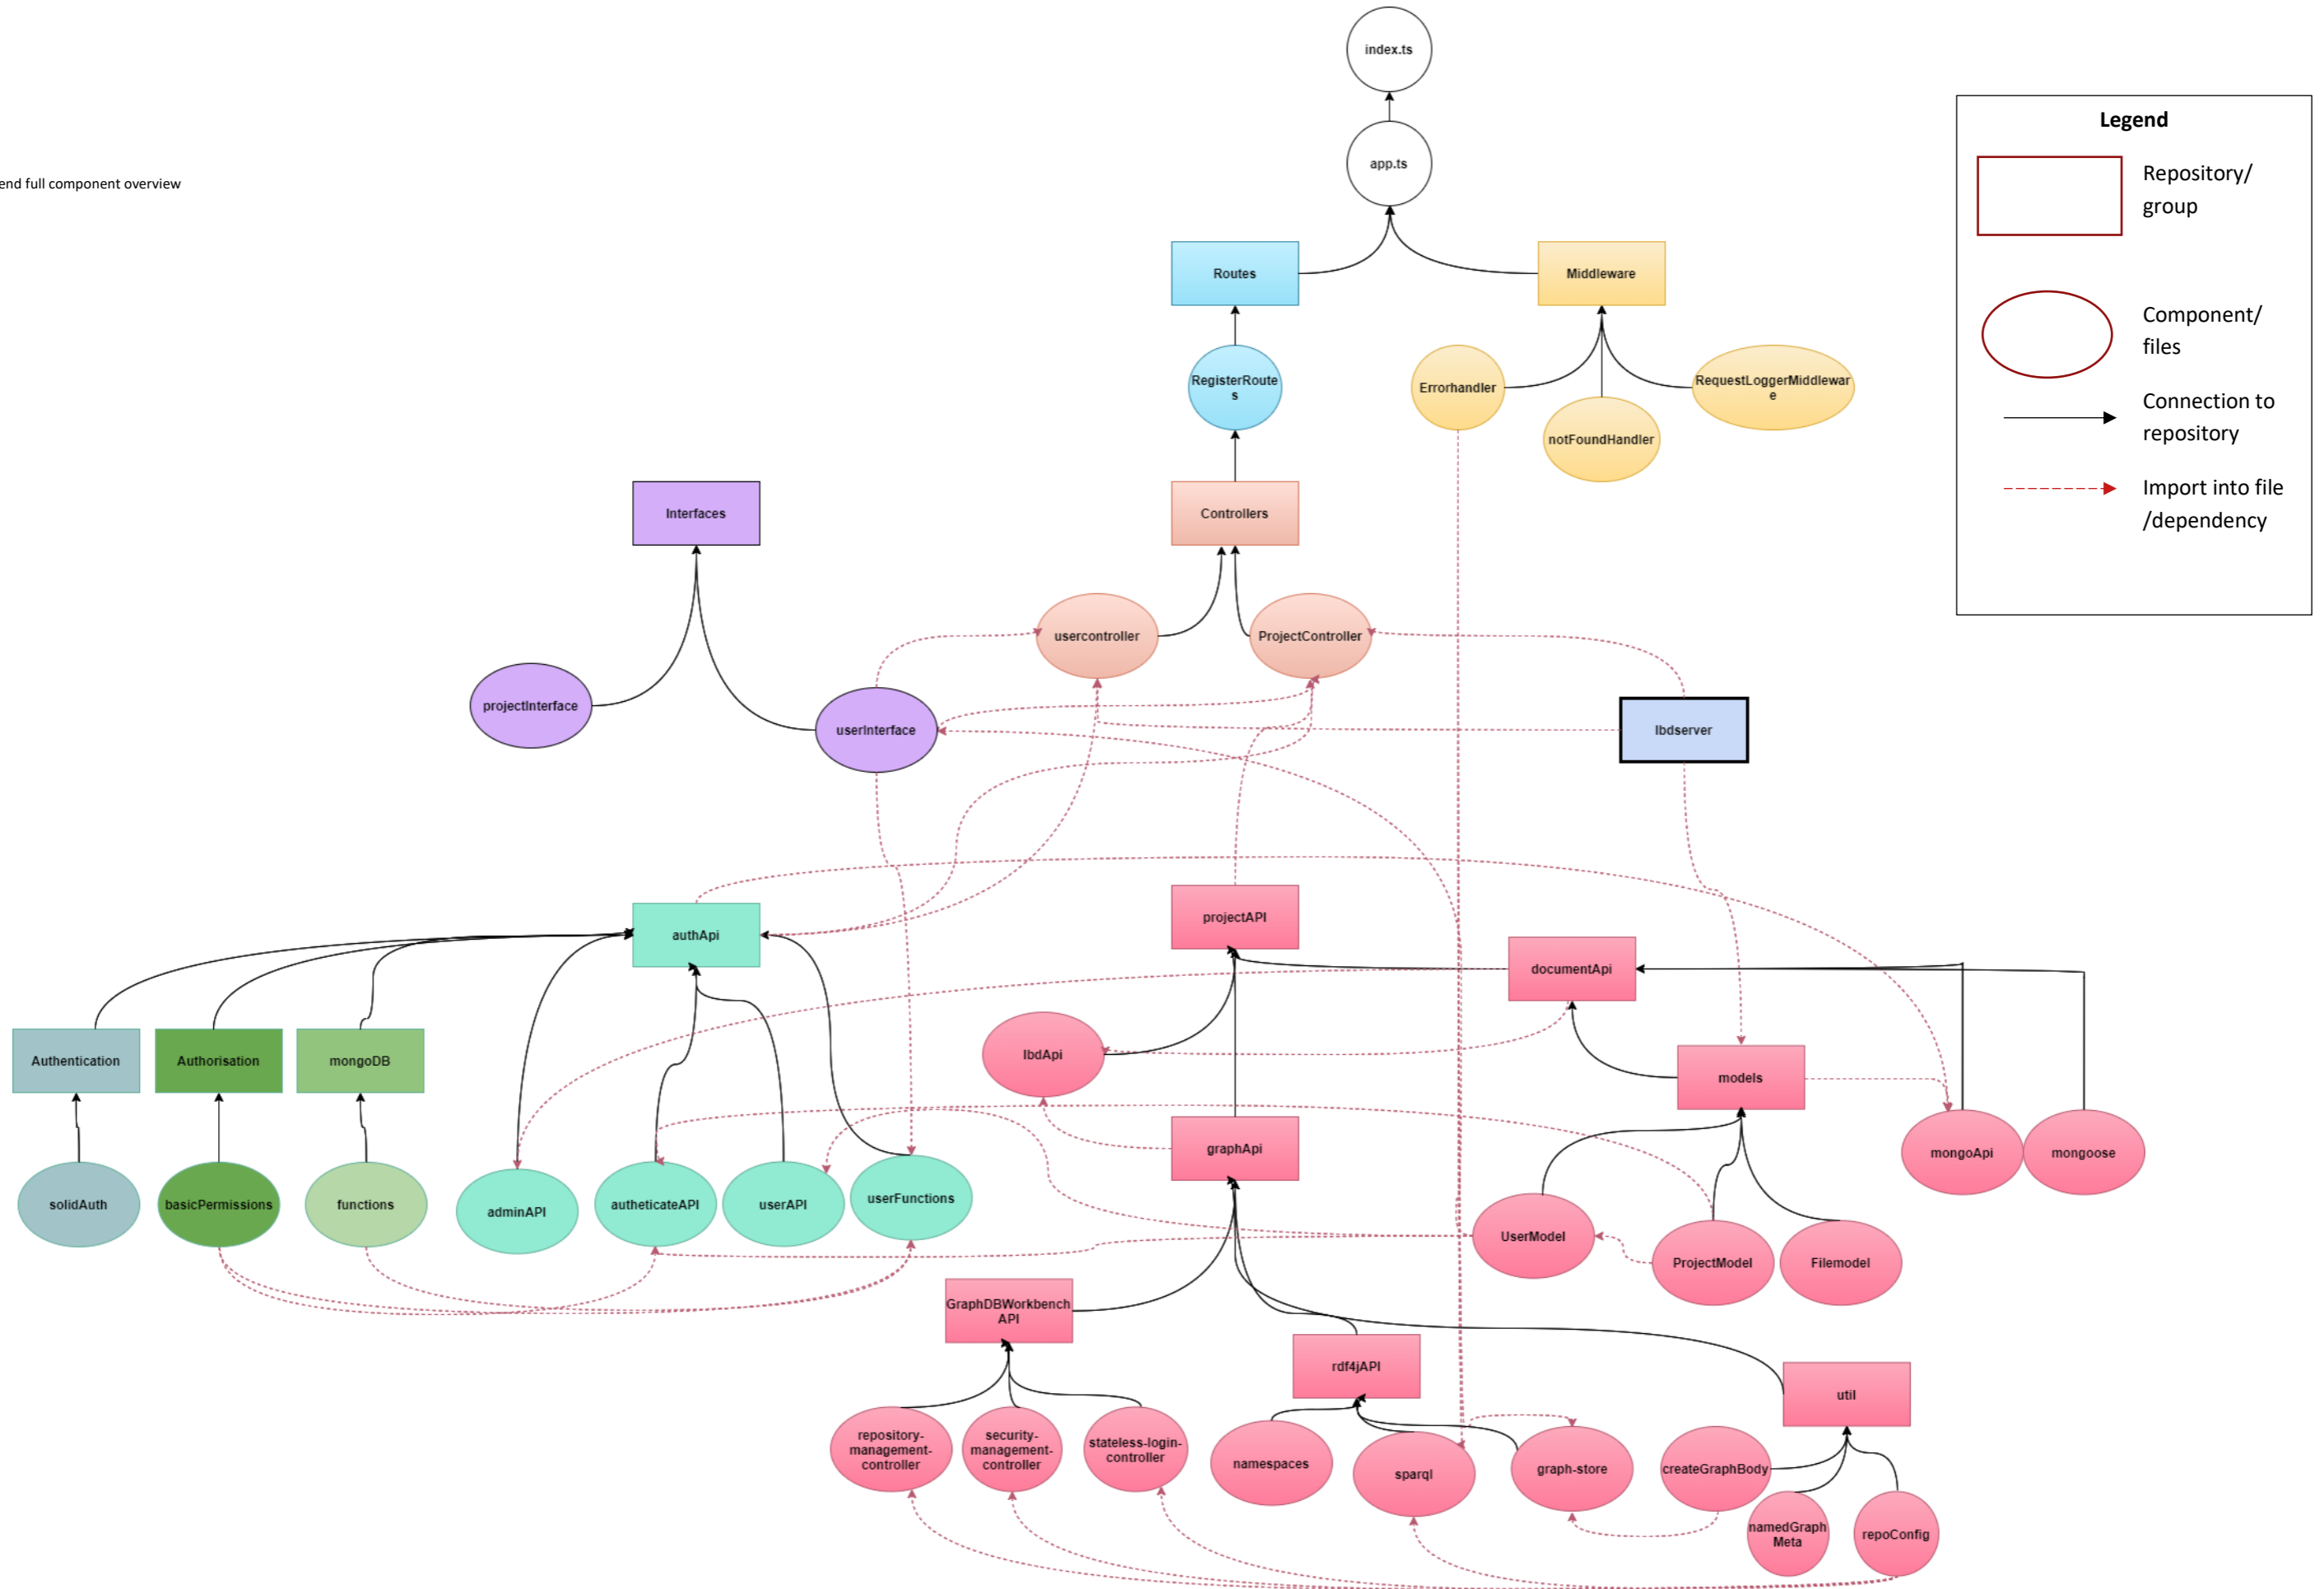 index.ts
app.ts
Legend
Repository/
group
Component/
files
Connection to
repository
Import into file
/dependency
end full component overview
Routes
Middleware
RegisterRoute
s
Errorhandler
RequestLoggerMiddlewar
e
notFoundHandler
Interfaces
Controllers
usercontroller
ProjectController
projectInterface
userInterface
lbdserver
authApi
projectAPI
documentApi
Authentication
Authorisation
mongoDB
lbdApi
models
graphApi
mongoApi
mongoose
solidAuth
basicPermissions
functions
adminAPI
autheticateAPI
userAPI
userFunctions
UserModel
ProjectModel
Filemodel
GraphDBWorkbench
API
rdf4jAPI
util
repository-
management-
controller
security-
management-
controller
stateless-login-
controller
namespaces
sparql
graph-store
createGraphBody
namedGraph
Meta
repoConfig